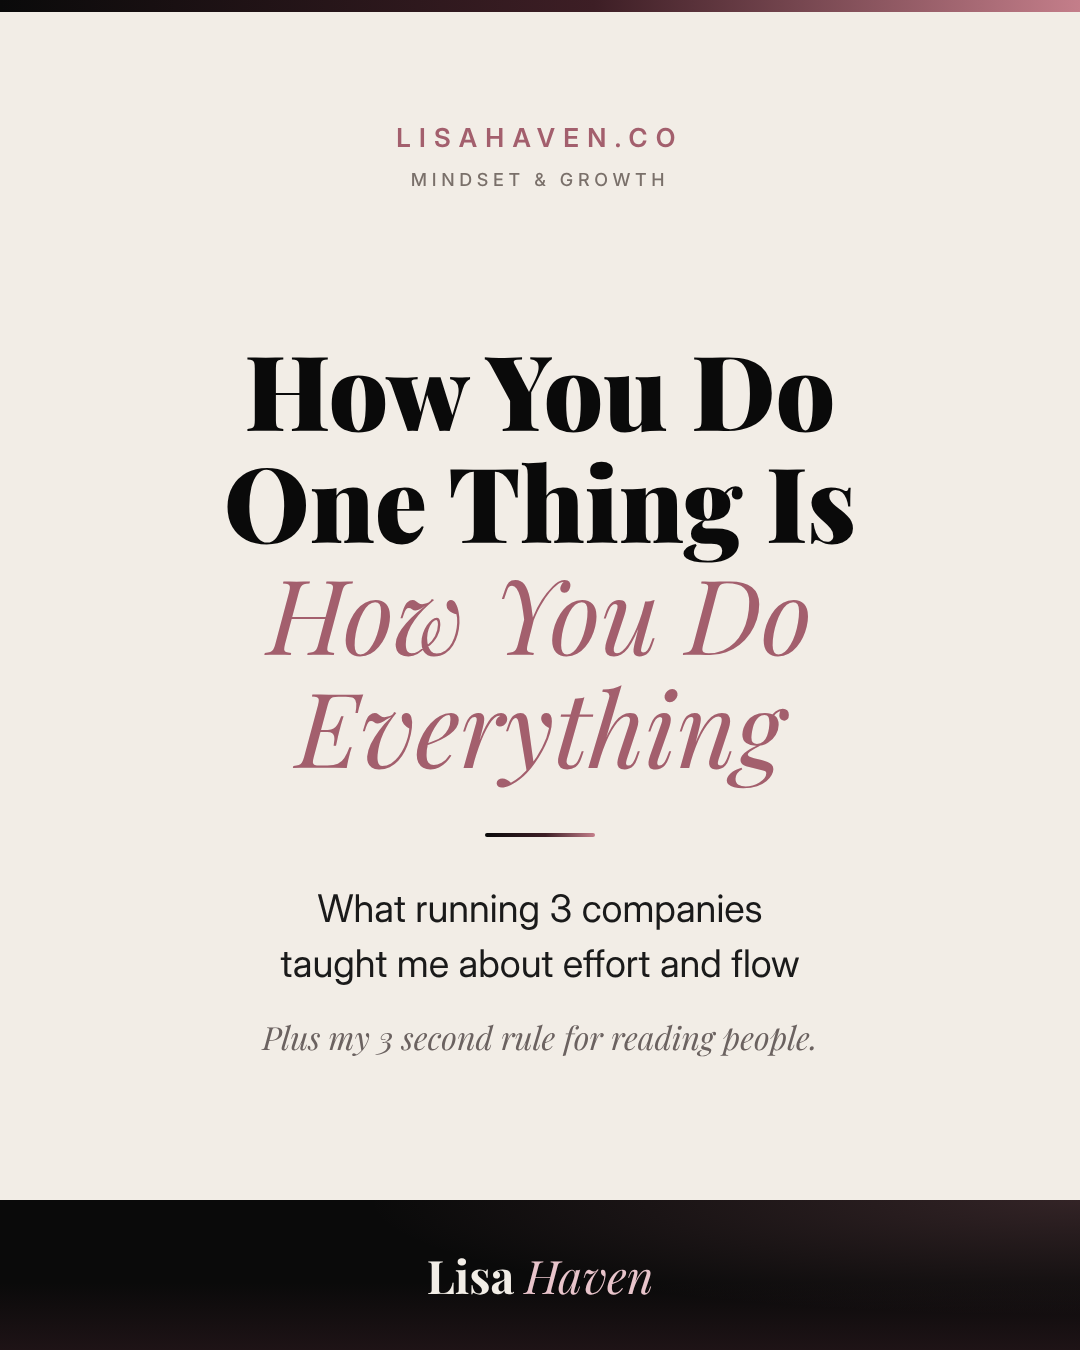 LISAHAVEN.CO
MINDSET & GROWTH
How You Do
One Thing Is
How You Do
Everything
What running 3 companies
taught me about effort and flow
Plus my 3 second rule for reading people.
Lisa Haven